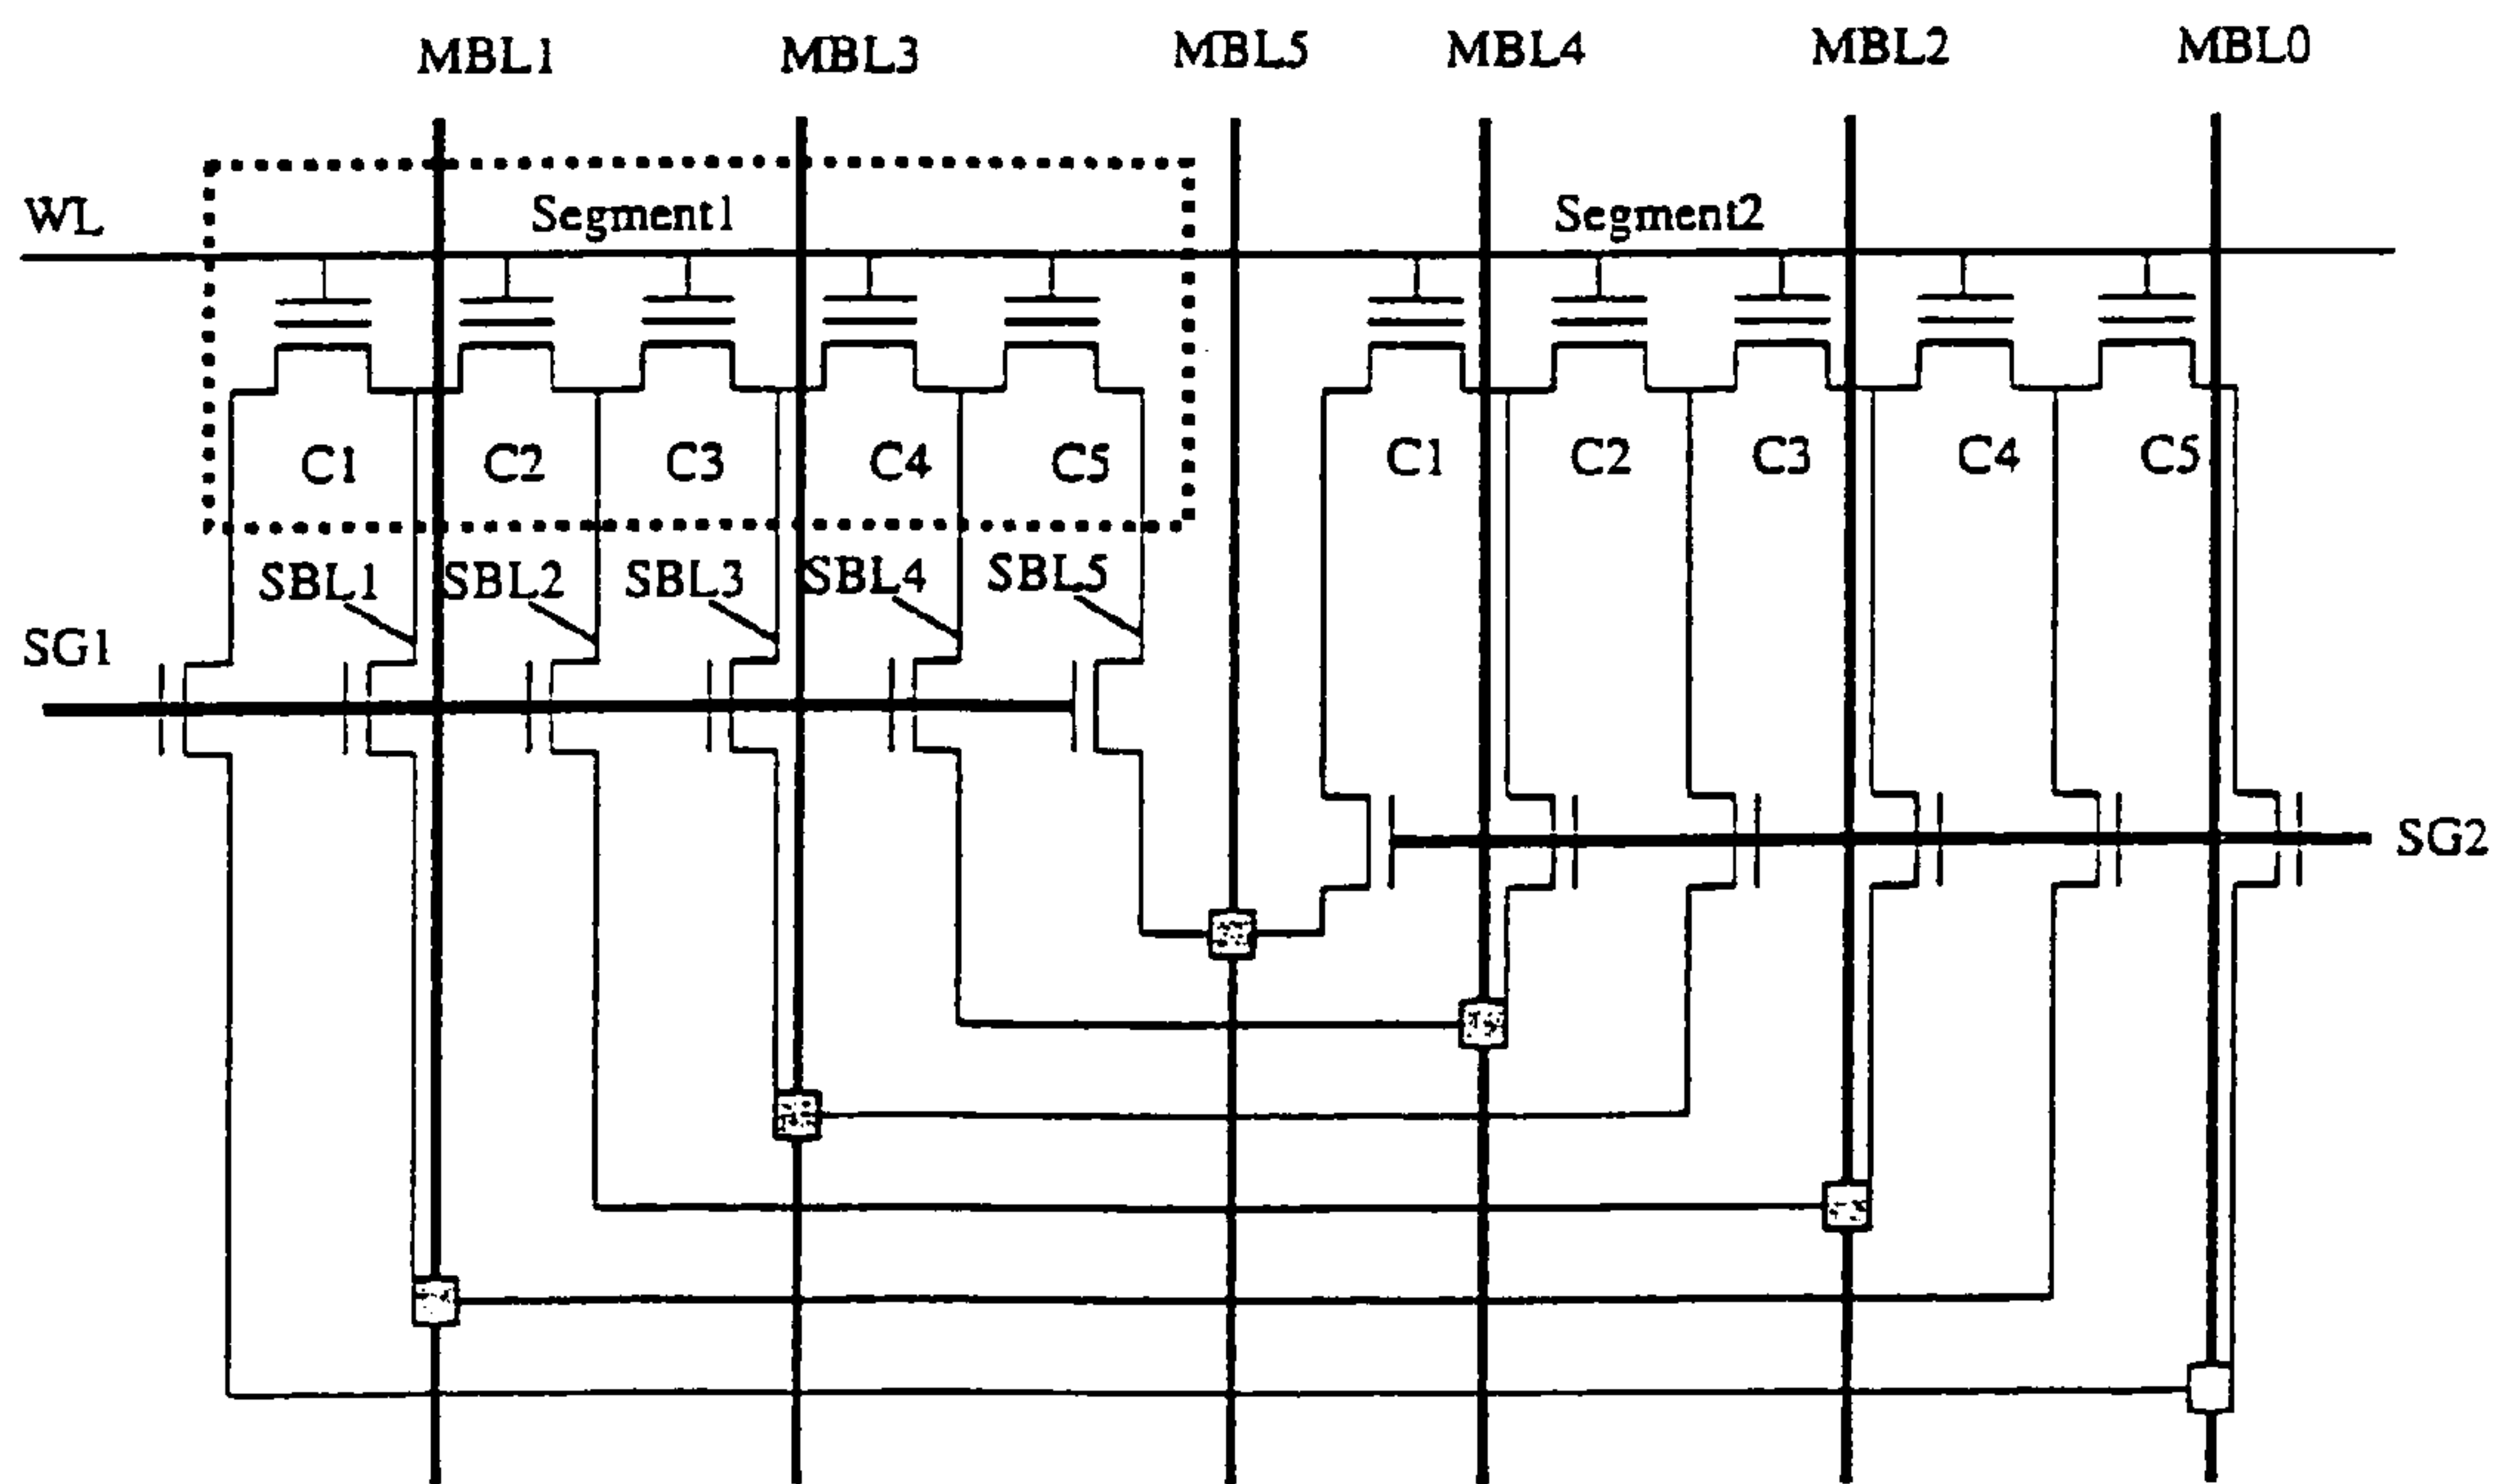 MBL1 MBL3 MBL5 MBL4 MBL2 MBL0
WL Segment1 Segment2
C1 C2 C3 C4 C5 C1 C2 C3 C4 C5
SBL1 SBL2 SBL3 SBL4 SBL5
SG1
SG2